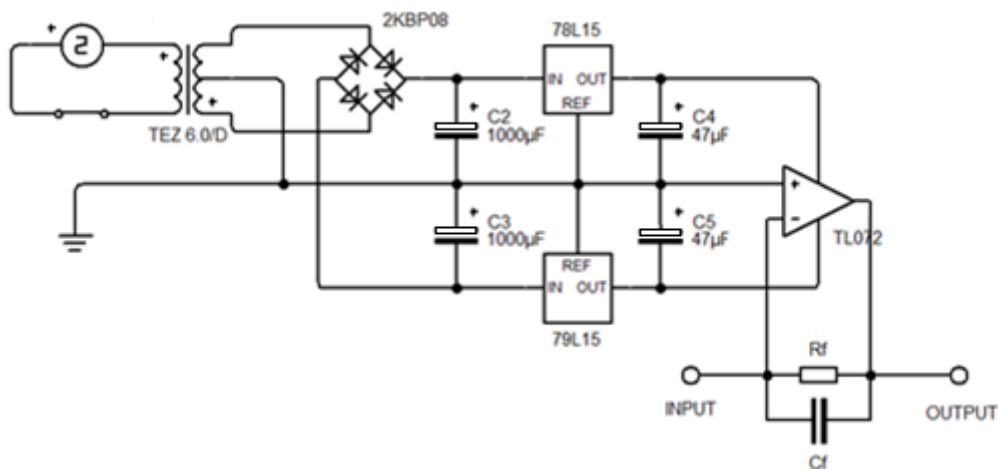 2KBP08
78L15
IN OUT
REF
TEZ 6.0/D
+
+
+
C2
1000µF
+
C4
47µF
+
C3
1000µF
+
C5
47µF
+
+
-
TL072
REF
IN OUT
79L15
Rf
INPUT
OUTPUT
Cf